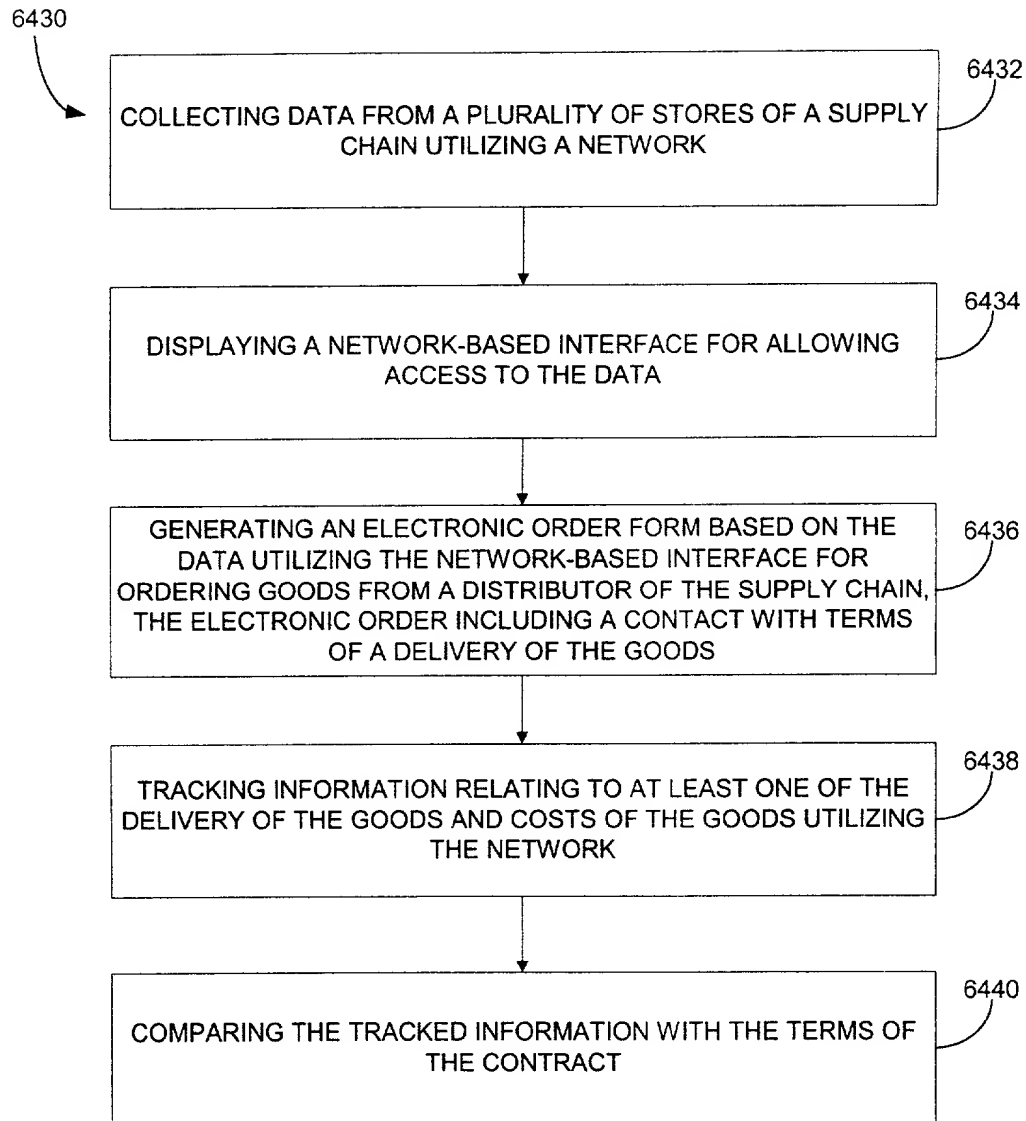 6430
6432
COLLECTING DATA FROM A PLURALITY OF STORES OF A SUPPLY
CHAIN UTILIZING A NETWORK
6434
DISPLAYING A NETWORK-BASED INTERFACE FOR ALLOWING
ACCESS TO THE DATA
GENERATING AN ELECTRONIC ORDER FORM BASED ON THE
DATA UTILIZING THE NETWORK-BASED INTERFACE FOR
ORDERING GOODS FROM A DISTRIBUTOR OF THE SUPPLY CHAIN,
THE ELECTRONIC ORDER INCLUDING A CONTACT WITH TERMS
OF A DELIVERY OF THE GOODS
6436
TRACKING INFORMATION RELATING TO AT LEAST ONE OF THE
DELIVERY OF THE GOODS AND COSTS OF THE GOODS UTILIZING
THE NETWORK
6438
COMPARING THE TRACKED INFORMATION WITH THE TERMS OF
THE CONTRACT
6440